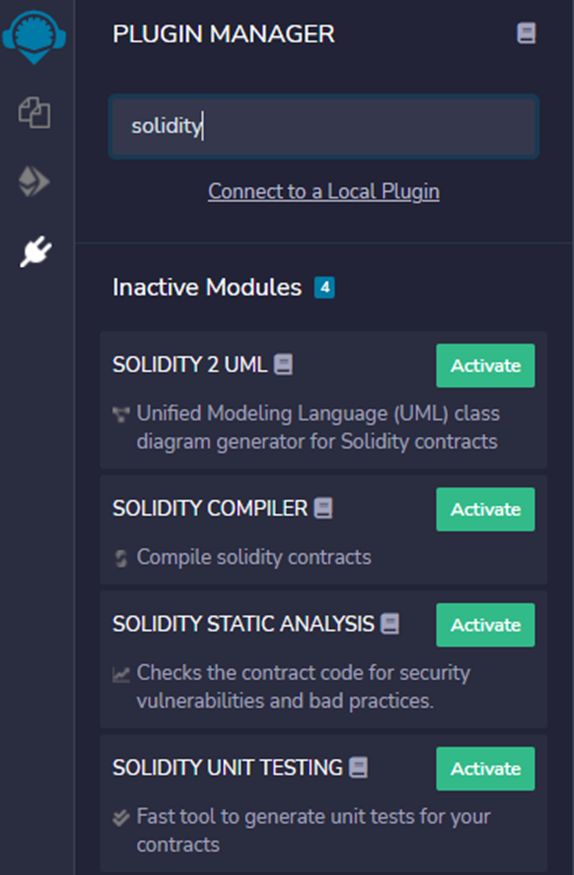 PLUGIN MANAGER
solidity
Connect to a Local Plugin
Inactive Modules 4
SOLIDITY 2 UML Activate
Unified Modeling Language (UML) class
diagram generator for Solidity contracts
SOLIDITY COMPILER Activate
Compile solidity contracts
SOLIDITY STATIC ANALYSIS Activate
Checks the contract code for security
vulnerabilities and bad practices.
SOLIDITY UNIT TESTING Activate
Fast tool to generate unit tests for your
contracts